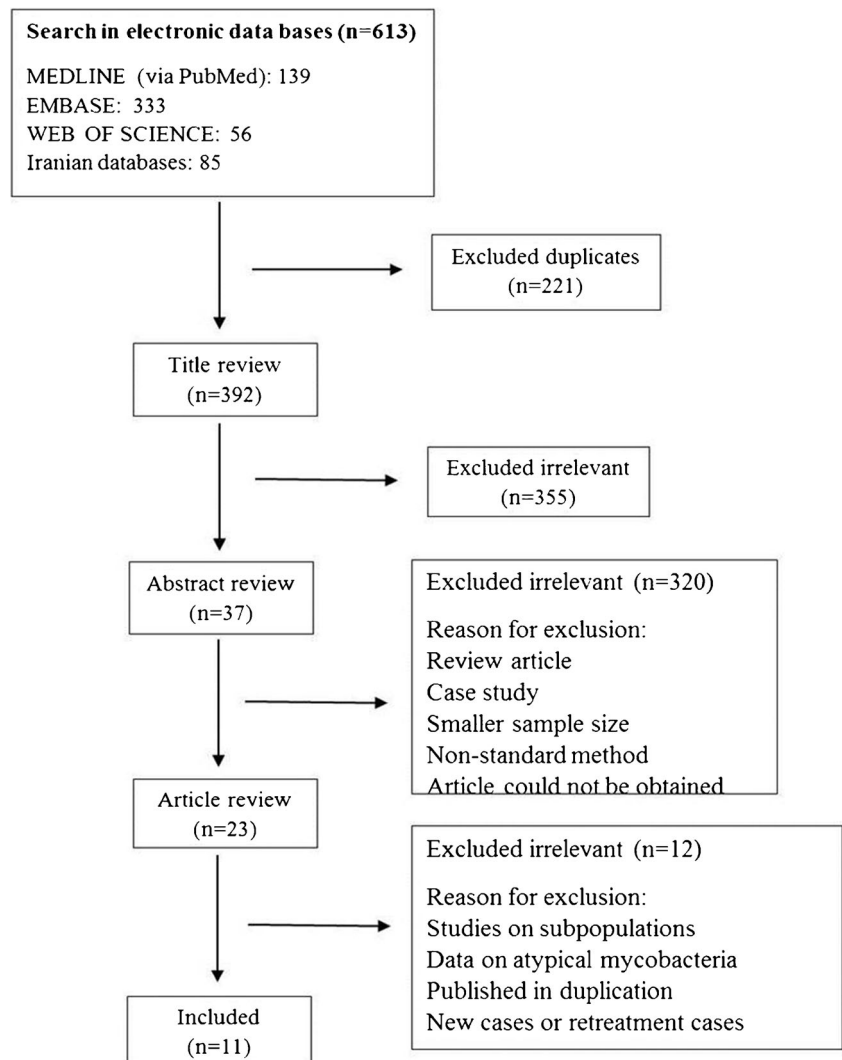 Search in electronic data bases (n=613)
MEDLINE (via PubMed): 139
EMBASE: 333
WEB OF SCIENCE: 56
Iranian databases: 85
Excluded duplicates
(n=221)
Title review
(n=392)
Excluded irrelevant
(n=355)
Abstract review
(n=37)
Excluded irrelevant (n=320)
Reason for exclusion:
Review article
Case study
Smaller sample size
Non-standard method
Article could not be obtained
Article review
(n=23)
Excluded irrelevant (n=12)
Reason for exclusion:
Studies on subpopulations
Data on atypical mycobacteria
Published in duplication
New cases or retreatment cases
Included
(n=11)